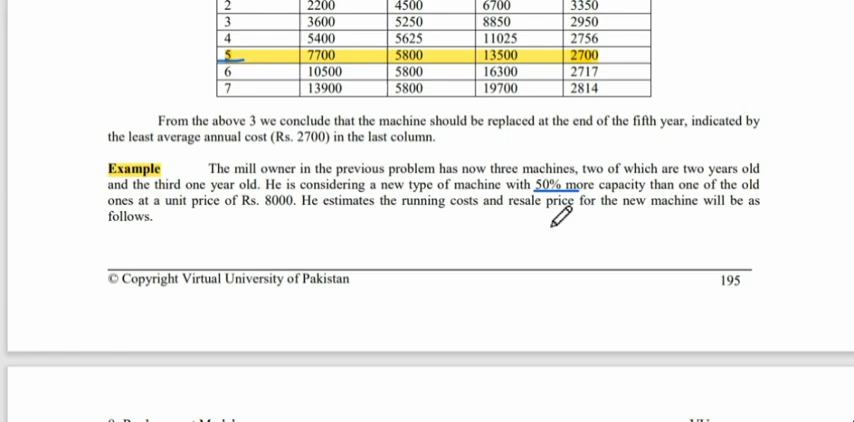 2 2200 4500 6700 3350
3 3600 5250 8850 2950
4 5400 5625 11025 2756
5 7700 5800 13500 2700
6 10500 5800 16300 2717
7 13900 5800 19700 2814
From the above 3 we conclude that the machine should be replaced at the end of the fifth year, indicated by
the least average annual cost (Rs. 2700) in the last column.
Example The mill owner in the previous problem has now three machines, two of which are two years old
and the third one year old. He is considering a new type of machine with 50% more capacity than one of the old
ones at a unit price of Rs. 8000. He estimates the running costs and resale price for the new machine will be as
follows.
© Copyright Virtual University of Pakistan 195